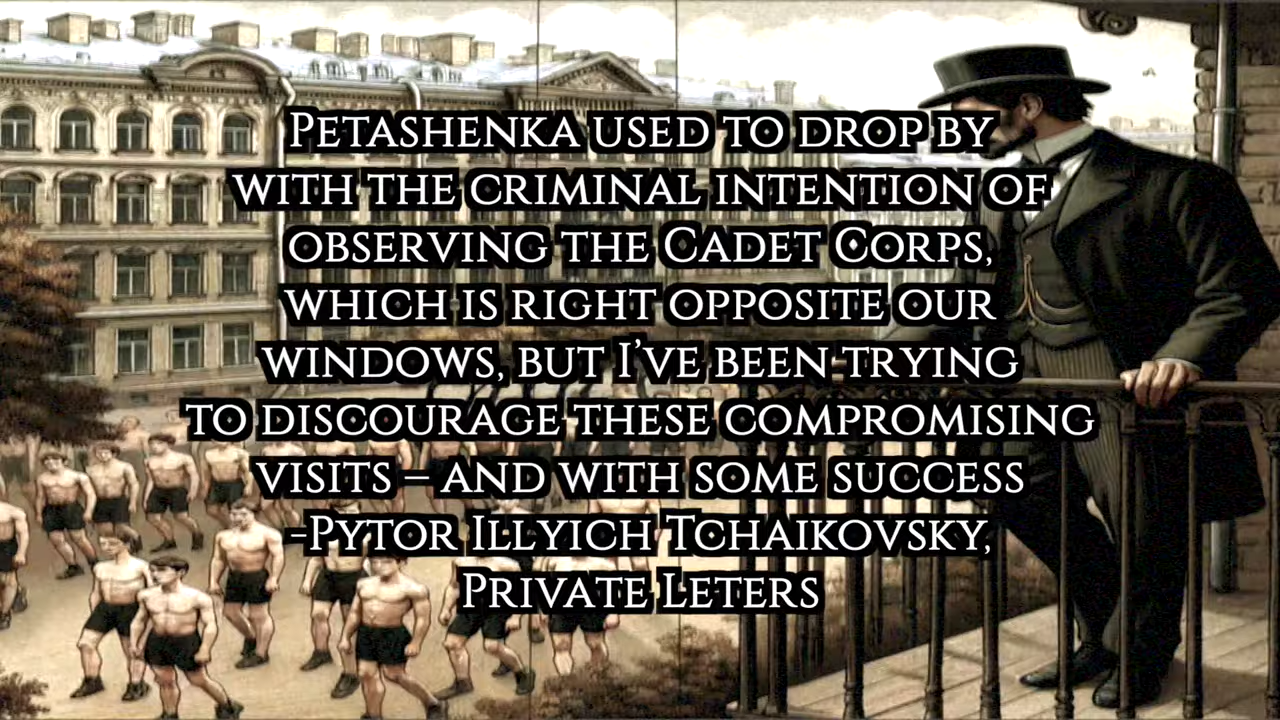 Petashenka used to drop by
with the criminal intention of
observing the Cadet Corps,
which is right opposite our
windows, but I’ve been trying
to discourage these compromising
visits – and with some success
-Pytor Illyich Tchaikovsky,
Private Leters